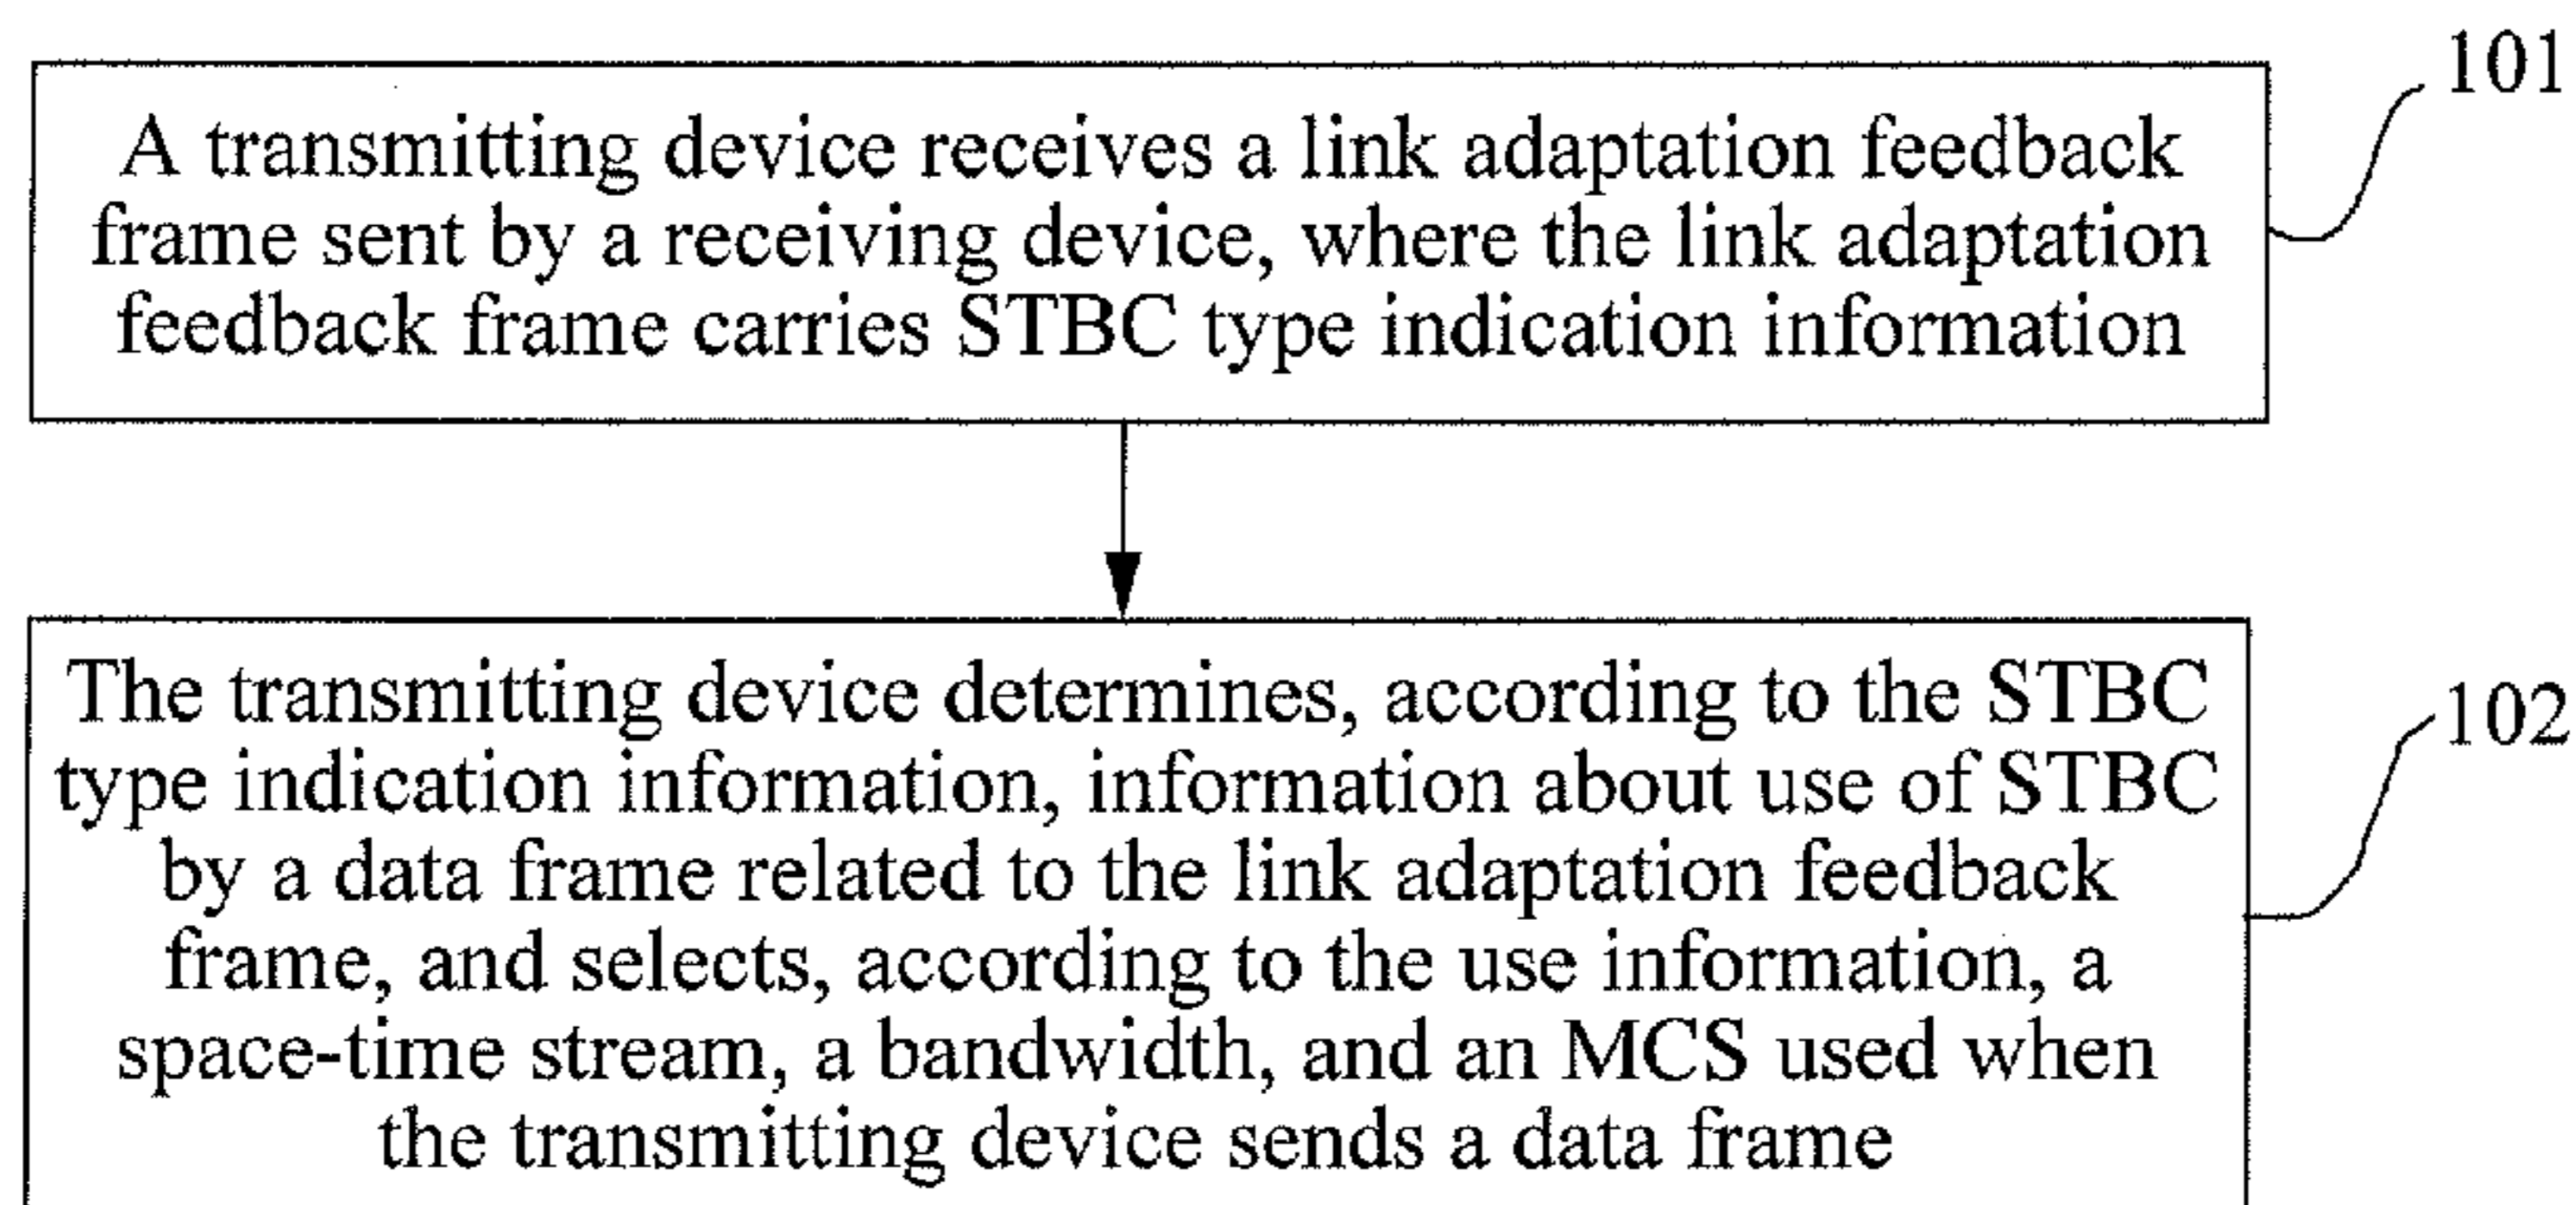 101
A transmitting device receives a link adaptation feedback
frame sent by a receiving device, where the link adaptation
feedback frame carries STBC type indication information
102
The transmitting device determines, according to the STBC
type indication information, information about use of STBC
by a data frame related to the link adaptation feedback
frame, and selects, according to the use information, a
space-time stream, a bandwidth, and an MCS used when
the transmitting device sends a data frame